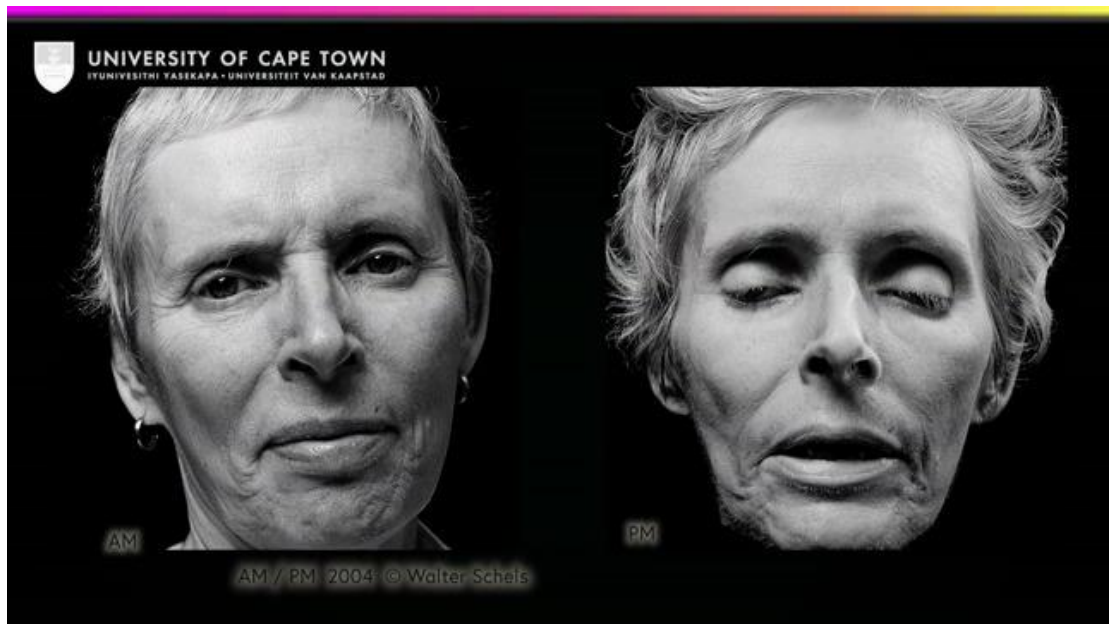 UNIVERSITY OF CAPE TOWN
IYUNIVESITHI YASEKAPA • UNIVERSITEIT VAN KAAPSTAD
AM
PM
AM / PM 2004 © Walter Schels